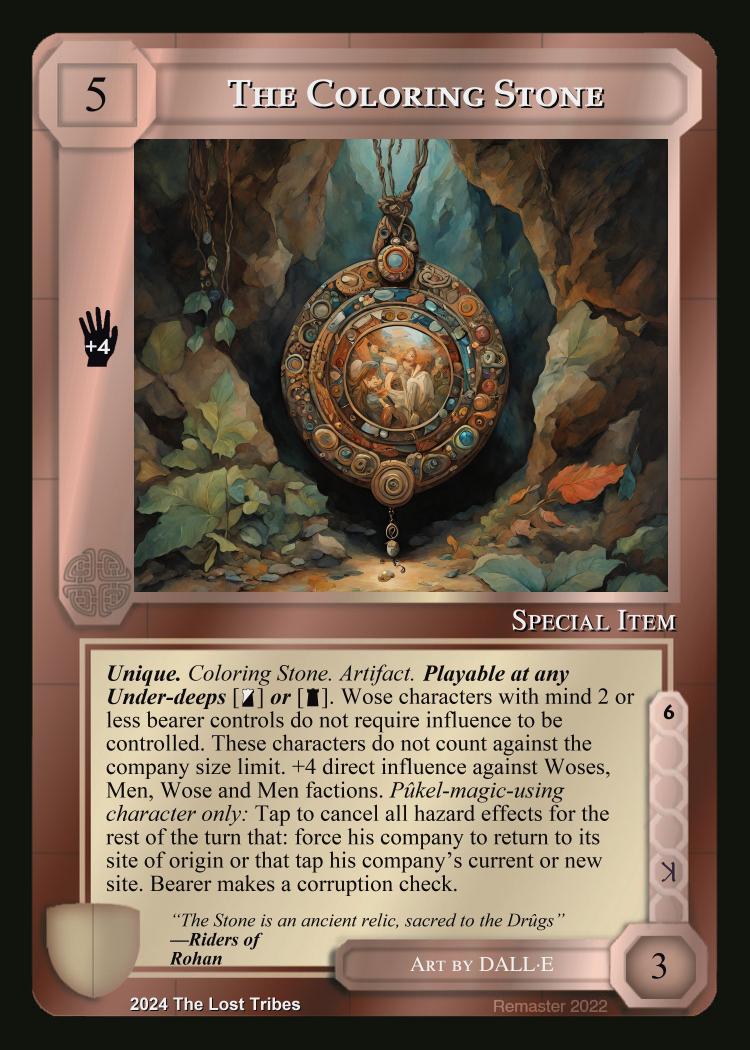 5
The Coloring Stone
+4
Special Item
Unique. Coloring Stone. Artifact. Playable at any
Under-deeps [] or []. Wose characters with mind 2 or
less bearer controls do not require influence to be
controlled. These characters do not count against the
company size limit. +4 direct influence against Woses,
Men, Wose and Men factions. Pûkel-magic-using
character only: Tap to cancel all hazard effects for the
rest of the turn that: force his company to return to its
site of origin or that tap his company's current or new
site. Bearer makes a corruption check.
6
"The Stone is an ancient relic, sacred to the Drûgs"
—Riders of
Rohan
Art by DALL·E
3
2024 The Lost Tribes
Remaster 2022